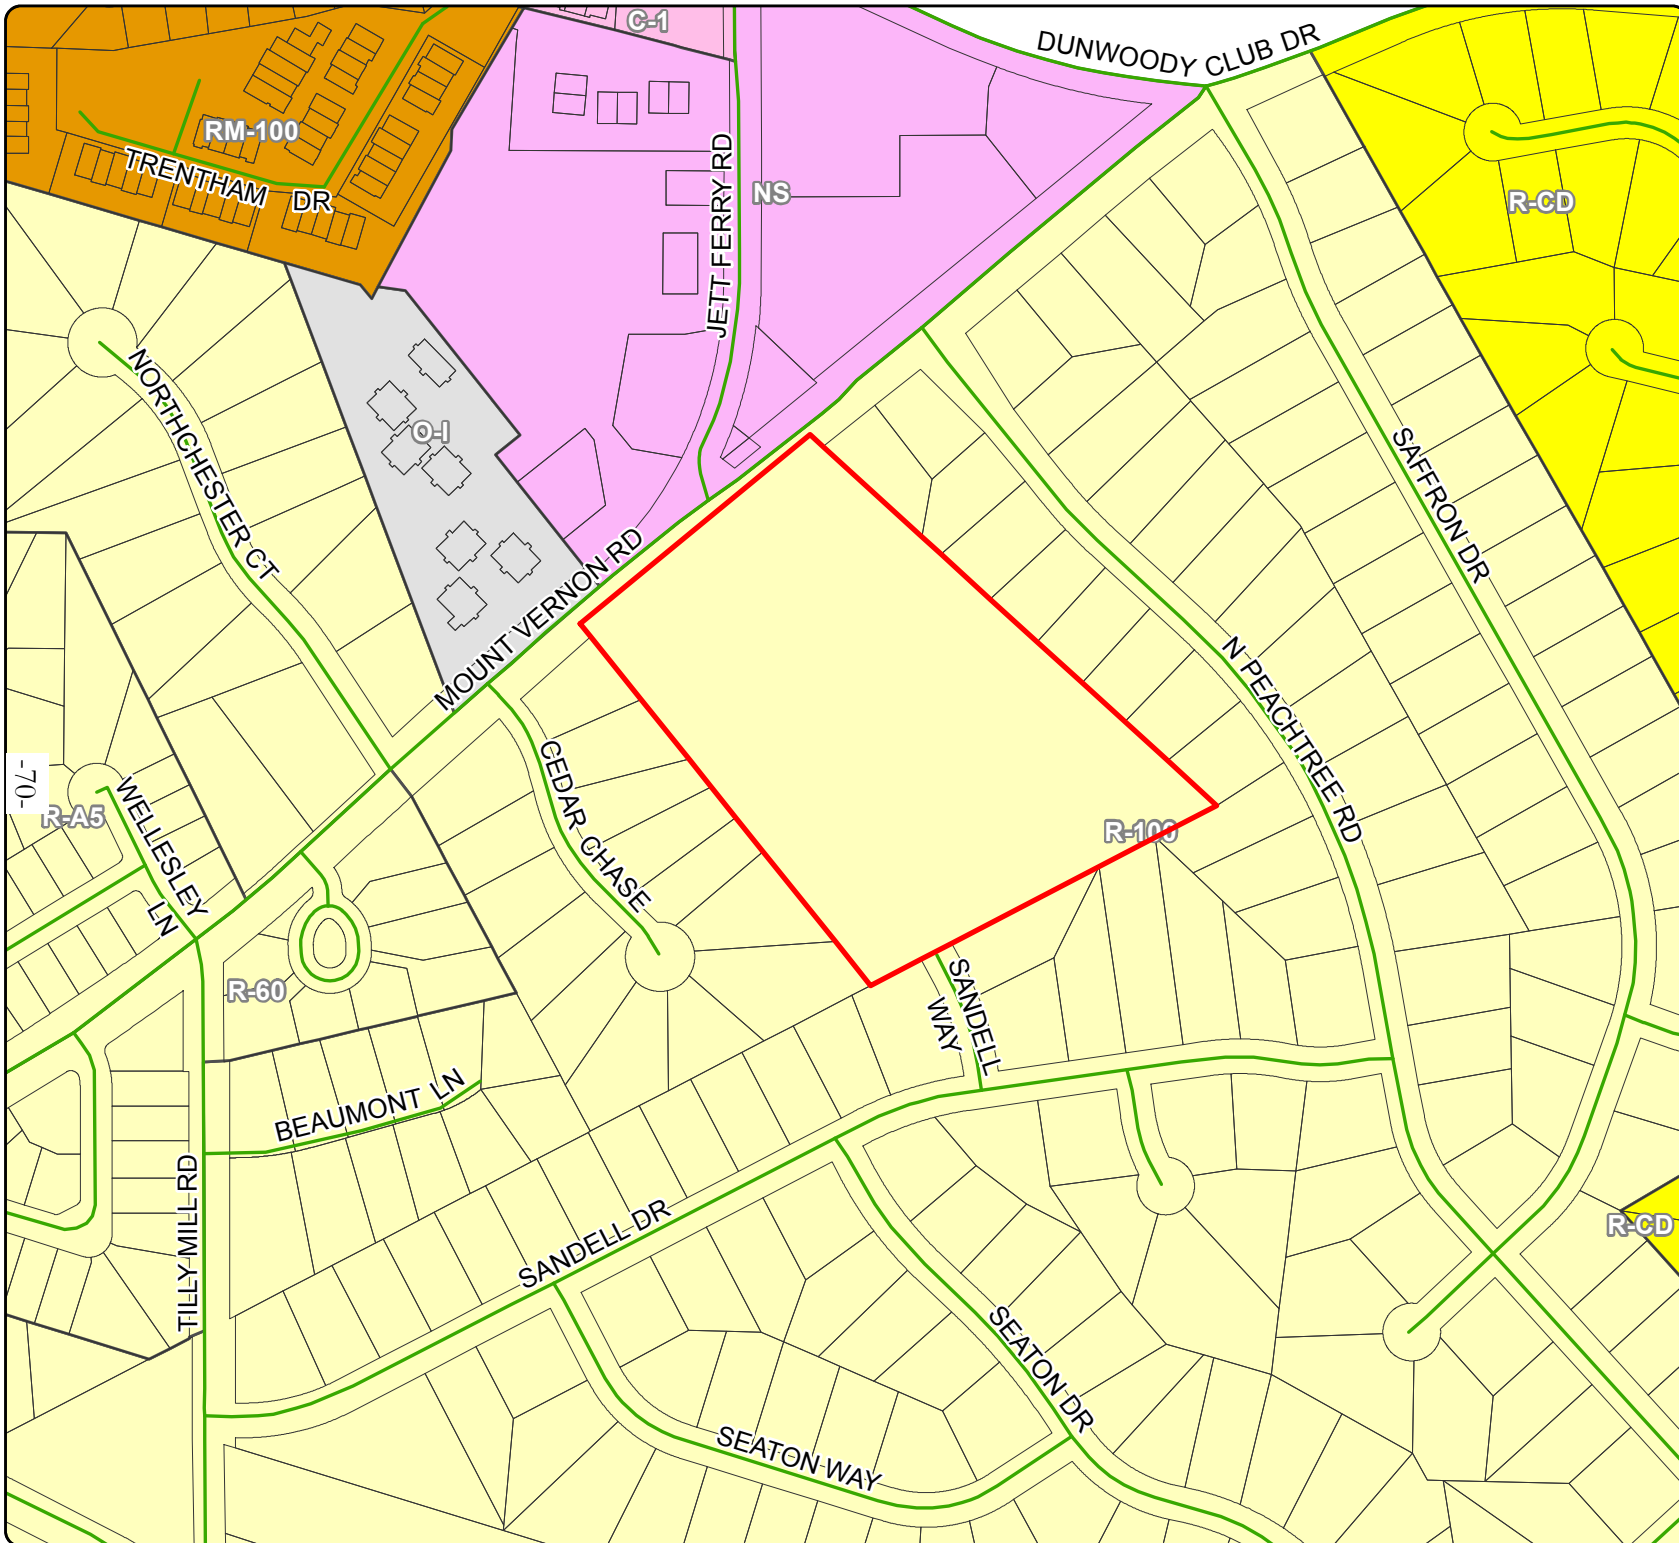 C-1
DUNWOODY CLUB DR
RM-100
TRENTHAM DR
JETT FERRY RD
NS
R-CD
NORTHCHESTER CT
O-I
SAFFRON DR
MOUNT VERNON RD
N PEACHTREE RD
CEDAR CHASE
-70-
R-A5
WELLESLEY
LN
R-100
R-60
SANDELL
WAY
BEAUMONT LN
TILLY MILL RD
SANDELL DR
R-CD
SEATON DR
SEATON WAY